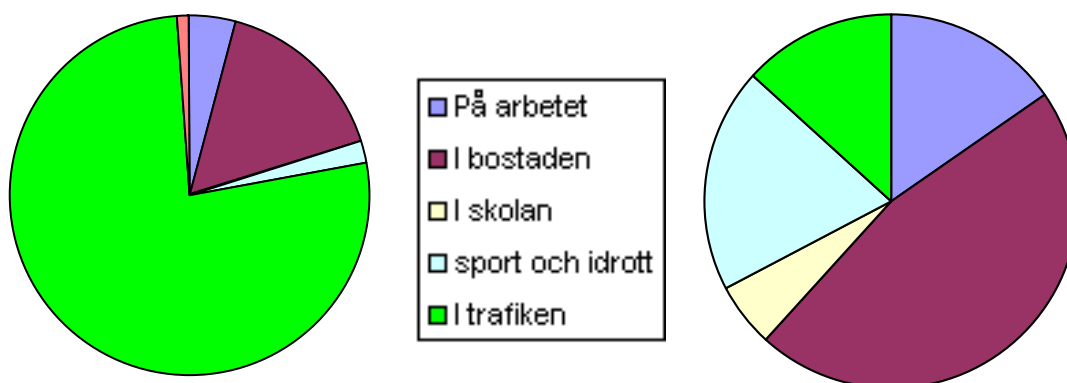 På arbetet
I bostaden
I skolan
sport och idrott
I trafiken